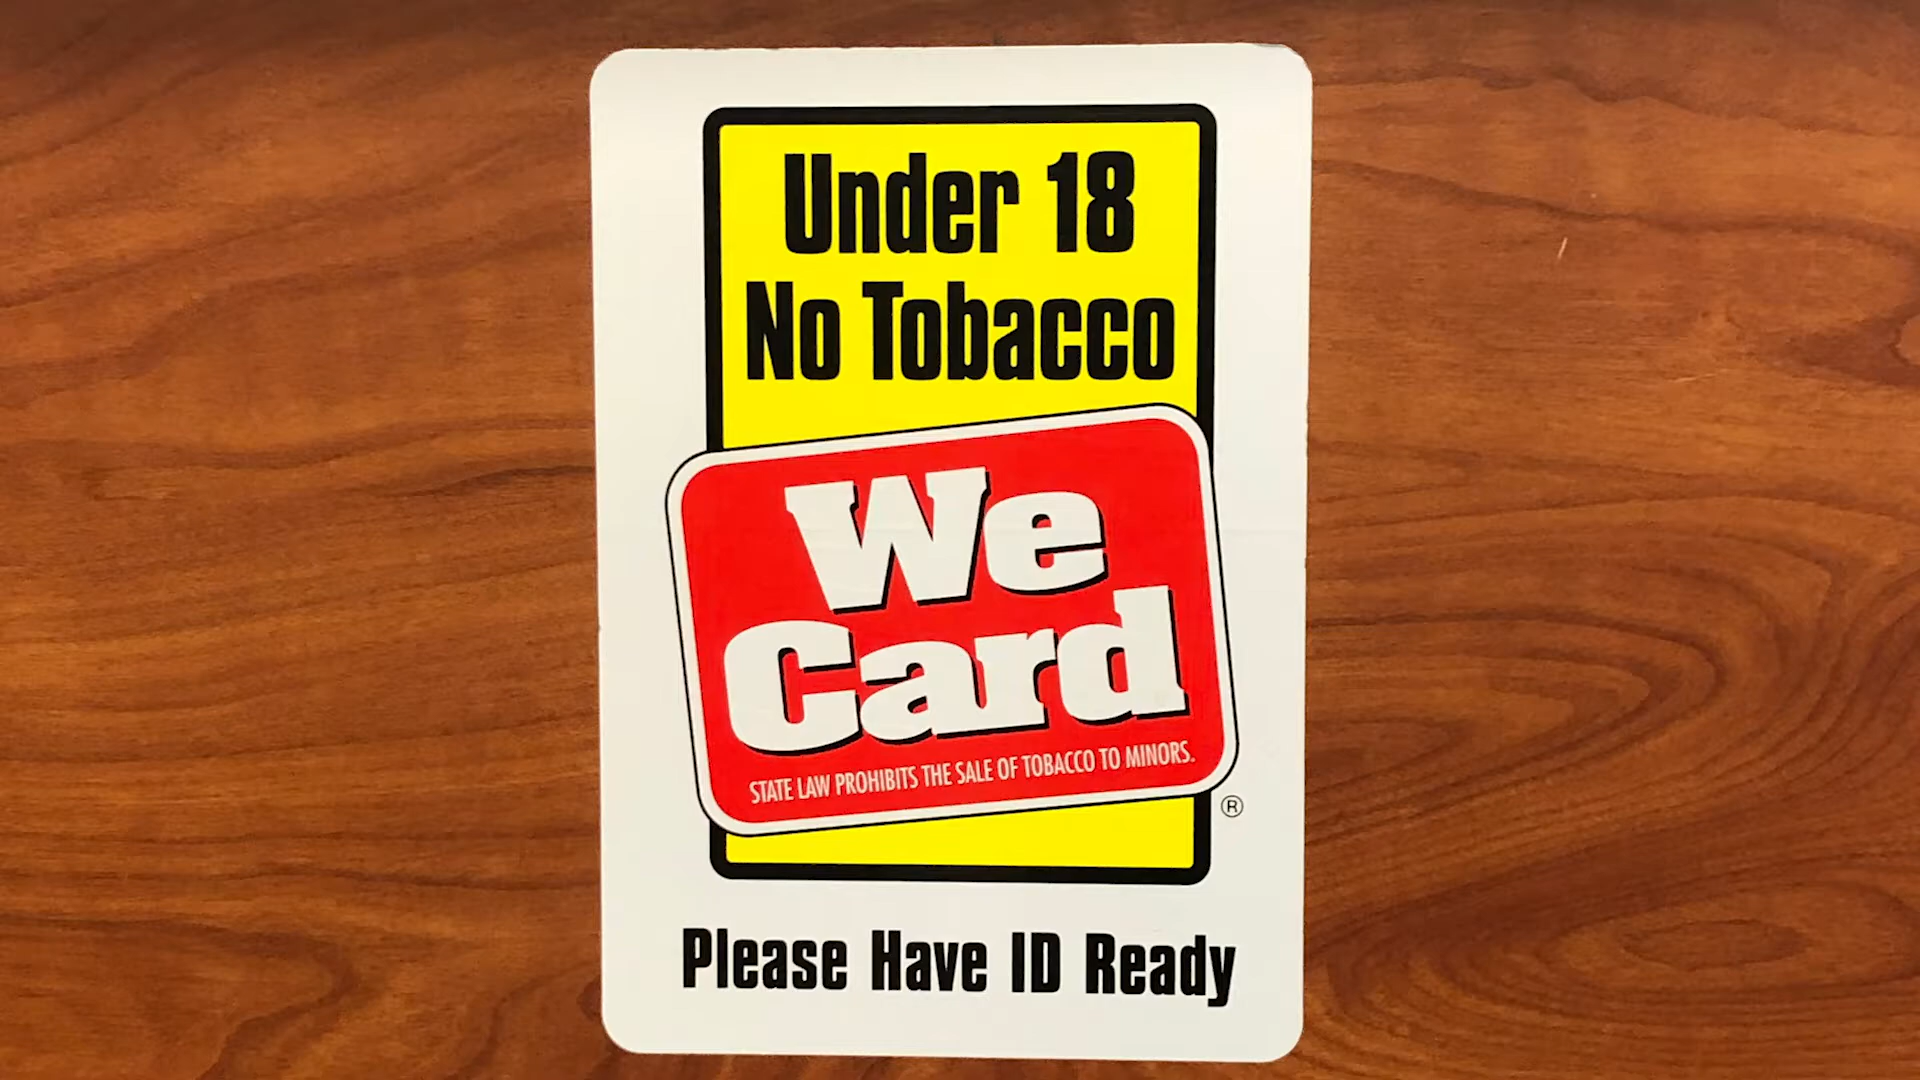 Under 18
No Tobacco
We
Card
STATE LAW PROHIBITS THE SALE OF TOBACCO TO MINORS.
®
Please Have ID Ready